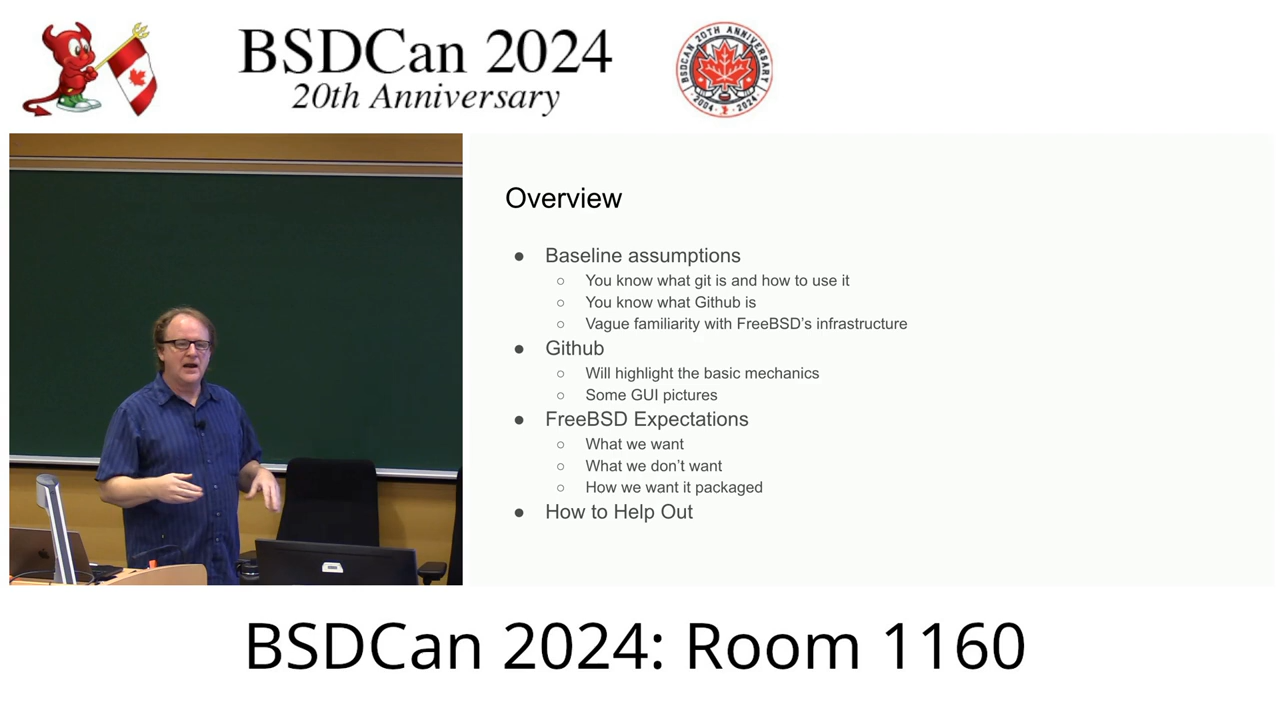 BSDCan 2024
20th Anniversary
BSDCAN 20TH ANNIVERSARY
2004 2024
Overview
● Baseline assumptions
○ You know what git is and how to use it
○ You know what Github is
○ Vague familiarity with FreeBSD's infrastructure
● Github
○ Will highlight the basic mechanics
○ Some GUI pictures
● FreeBSD Expectations
○ What we want
○ What we don't want
○ How we want it packaged
● How to Help Out
BSDCan 2024: Room 1160